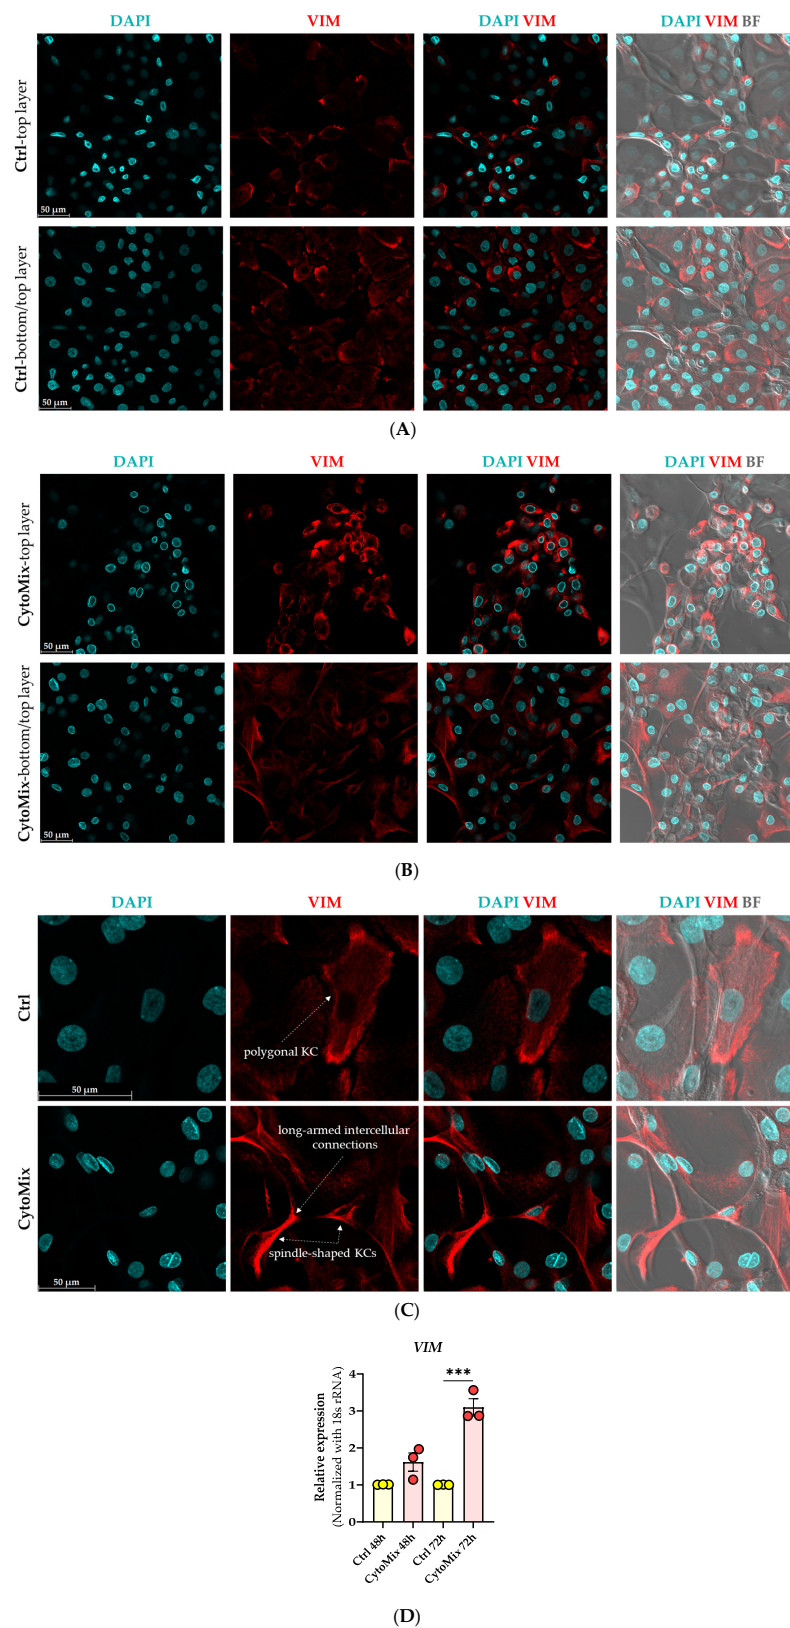 DAPI VIM DAPI VIM DAPI VIM BF
Ctrl-top layer
50 μm
Ctrl-bottom/top layer
50 μm
(A)
DAPI VIM DAPI VIM DAPI VIM BF
CytoMix-top layer
50 μm
CytoMix-bottom/top layer
50 μm
(B)
DAPI VIM DAPI VIM DAPI VIM BF
Ctrl
polygonal KC
50 μm
CytoMix
long-armed intercellular
connections
spindle-shaped KCs
50 μm
(C)
VIM
Relative expression
(Normalized with 18s rRNA)
4
3
2
1
0
***
Ctrl 48h
CytoMix 48h
Ctrl 72h
CytoMix 72h
(D)